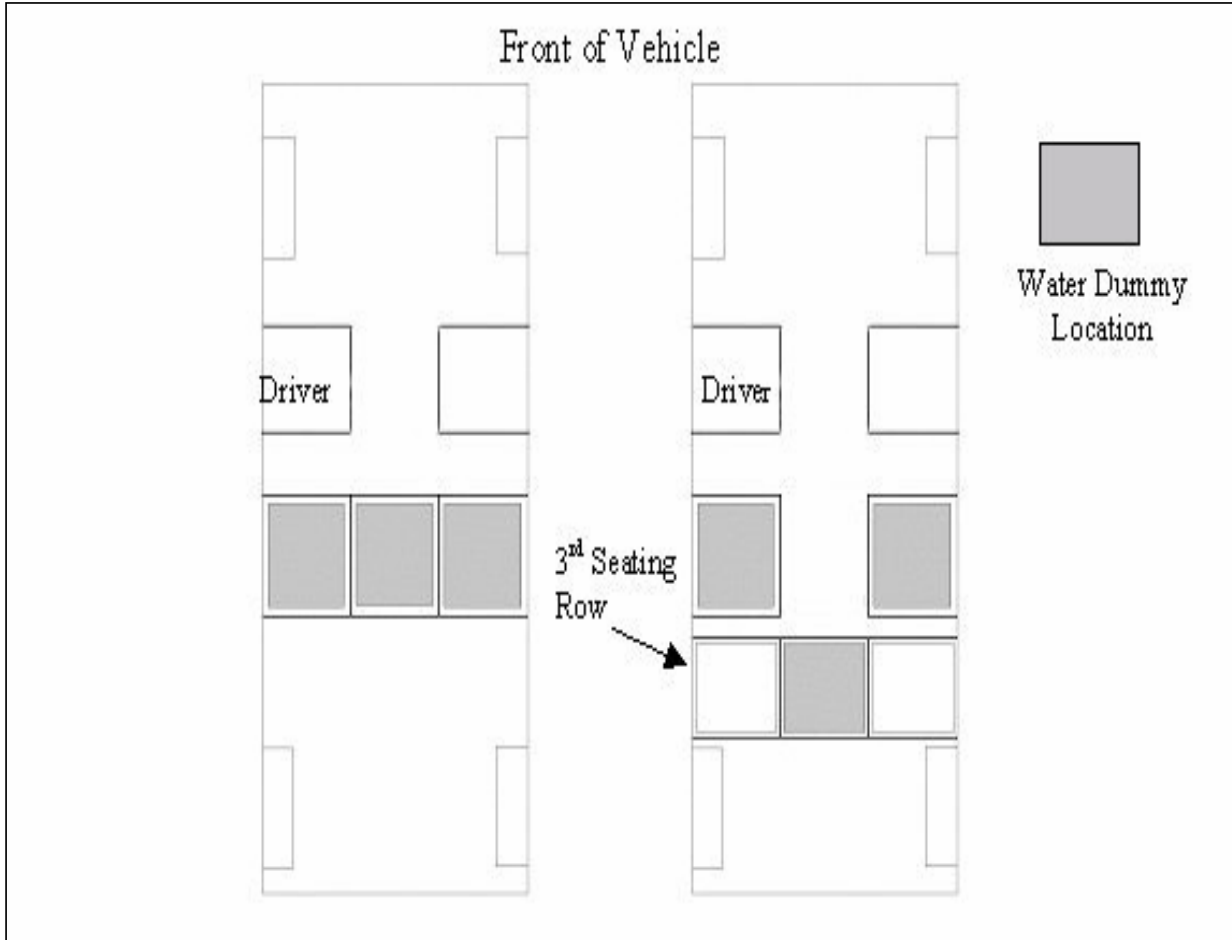 Front of Vehicle
Driver
Driver
Water Dummy
Location
3rd Seating
Row